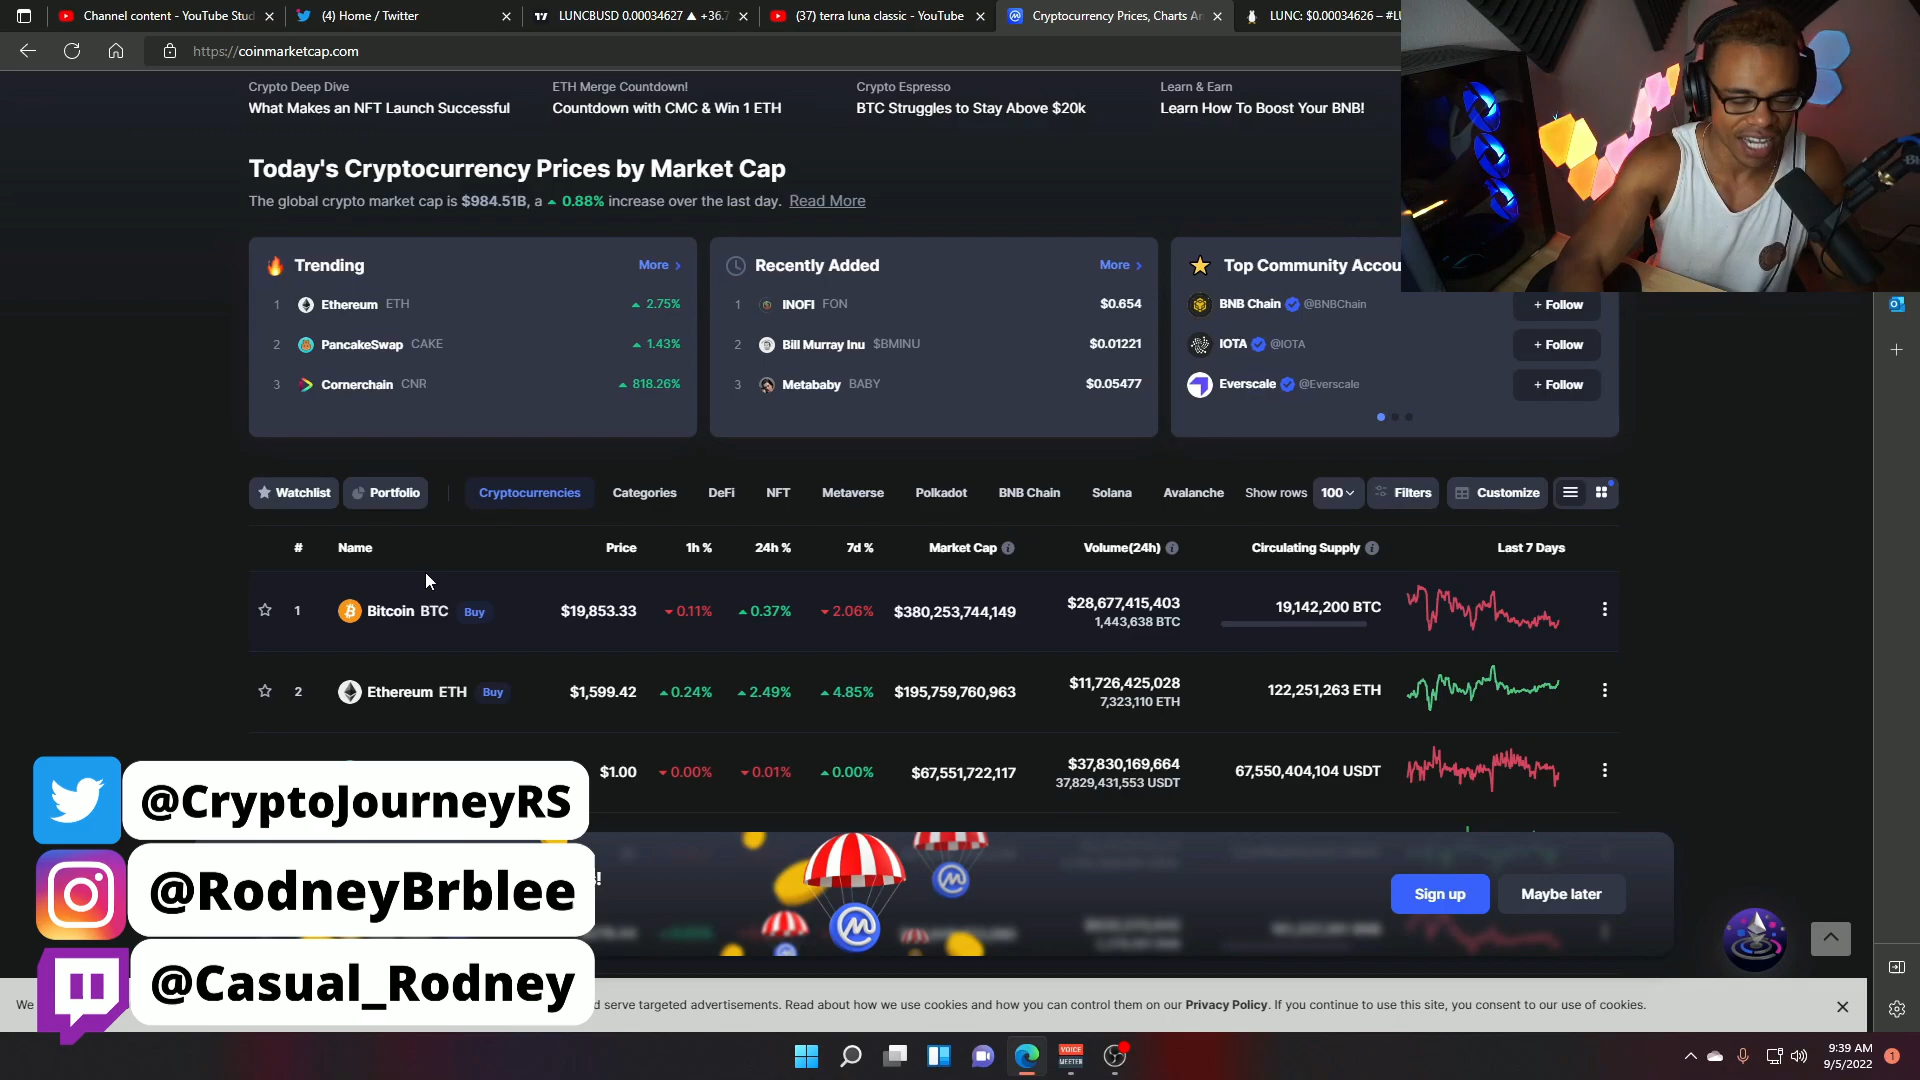 Channel content - YouTube Stud
(4) Home / Twitter
LUNCBUSD 0.00034627 ▲ +36.7
(37) terra luna classic - YouTube
Cryptocurrency Prices, Charts An
LUNC: $0.00034626 – #LU
https://coinmarketcap.com
Crypto Deep Dive
What Makes an NFT Launch Successful
ETH Merge Countdown!
Countdown with CMC & Win 1 ETH
Crypto Espresso
BTC Struggles to Stay Above $20k
Learn & Earn
Learn How To Boost Your BNB!
Today's Cryptocurrency Prices by Market Cap
The global crypto market cap is $984.51B, a ▲ 0.88% increase over the last day. Read More
Trending
More
1 Ethereum ETH ▲ 2.75%
2 PancakeSwap CAKE ▲ 1.43%
3 Cornerchain CNR ▲ 818.26%
Recently Added
More
1 INOFI FON $0.654
2 Bill Murray Inu $BMINU $0.01221
3 Metababy BABY $0.05477
Top Community Accou
BNB Chain @BNBChain + Follow
IOTA @IOTA + Follow
Everscale @Everscale + Follow
Watchlist Portfolio Cryptocurrencies Categories DeFi NFT Metaverse Polkadot BNB Chain Solana Avalanche Show rows 100 Filters Customize
# Name Price 1h % 24h % 7d % Market Cap Volume(24h) Circulating Supply Last 7 Days
1 Bitcoin BTC Buy $19,853.33 ▼ 0.11% ▲ 0.37% ▼ 2.06% $380,253,744,149 $28,677,415,403 19,142,200 BTC
1,443,638 BTC
2 Ethereum ETH Buy $1,599.42 ▲ 0.24% ▲ 2.49% ▲ 4.85% $195,759,760,963 $11,726,425,028 122,251,263 ETH
7,323,110 ETH
$1.00 ▼ 0.00% ▼ 0.01% ▲ 0.00% $67,551,722,117 $37,830,169,664 67,550,404,104 USDT
37,829,431,553 USDT
@CryptoJourneyRS
@RodneyBrblee
@Casual_Rodney
Sign up
Maybe later
We
d serve targeted advertisements. Read about how we use cookies and how you can control them on our Privacy Policy. If you continue to use this site, you consent to our use of cookies.
VOICE
MEETER
9:39 AM
9/5/2022
1